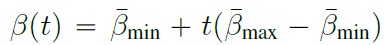 β(t) = β̄_min + t(β̄_max − β̄_min)